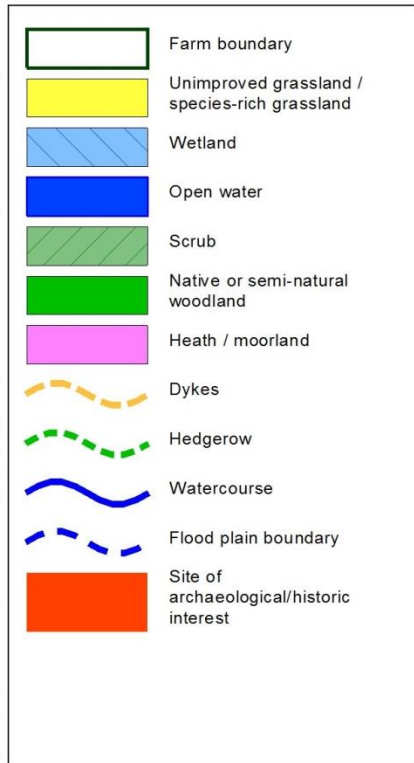 Farm boundary
Unimproved grassland /
species-rich grassland
Wetland
Open water
Scrub
Native or semi-natural
woodland
Heath / moorland
Dykes
Hedgerow
Watercourse
Flood plain boundary
Site of
archaeological/historic
interest